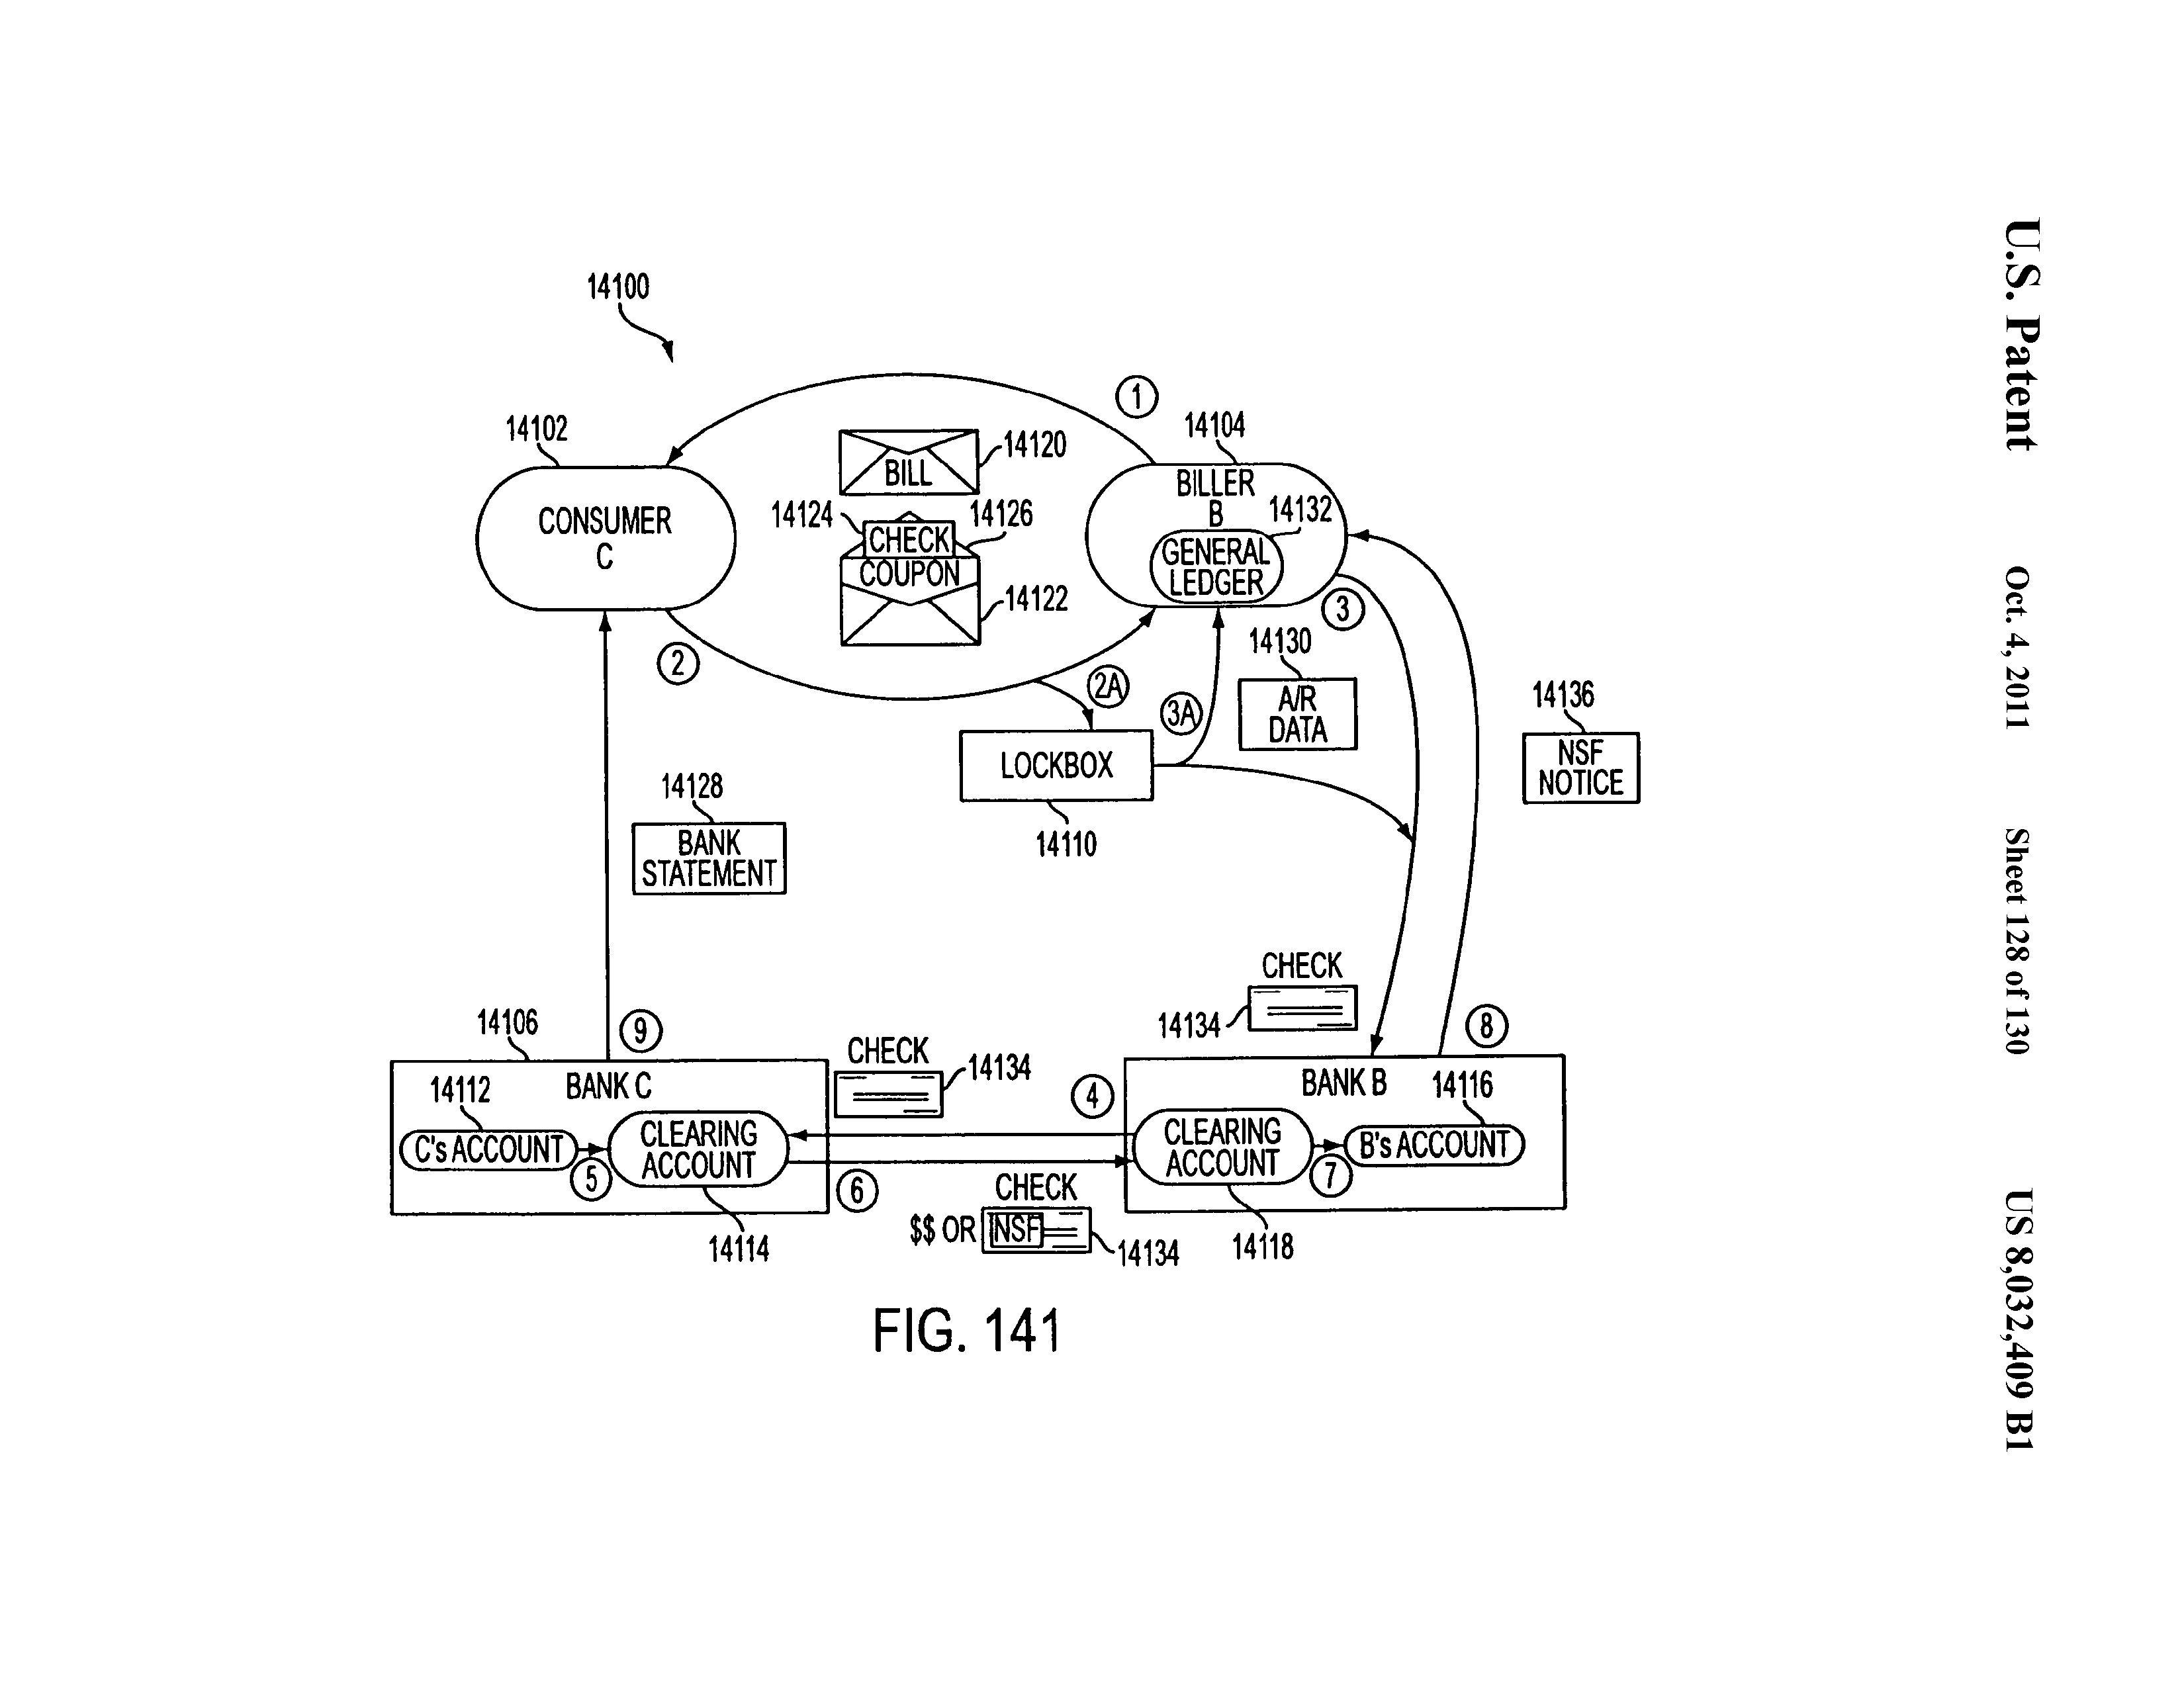 U.S. Patent
Oct. 4, 2011
Sheet 128 of 130
US 8,032,409 B1
14100
1
14102
14104
CONSUMER
C
BILL
14120
14124
14126
CHECK
COUPON
14122
BILLER
B
14132
GENERAL
LEDGER
2
2A
3A
3
14130
A/R
DATA
14136
NSF
NOTICE
LOCKBOX
14110
14128
BANK
STATEMENT
CHECK
14134
14106
9
CHECK
14134
4
8
BANK C
14112
C's ACCOUNT
5
CLEARING
ACCOUNT
14114
6
CHECK
$$ OR NSF
14134
BANK B
14116
CLEARING
ACCOUNT
7
B's ACCOUNT
14118
FIG. 141